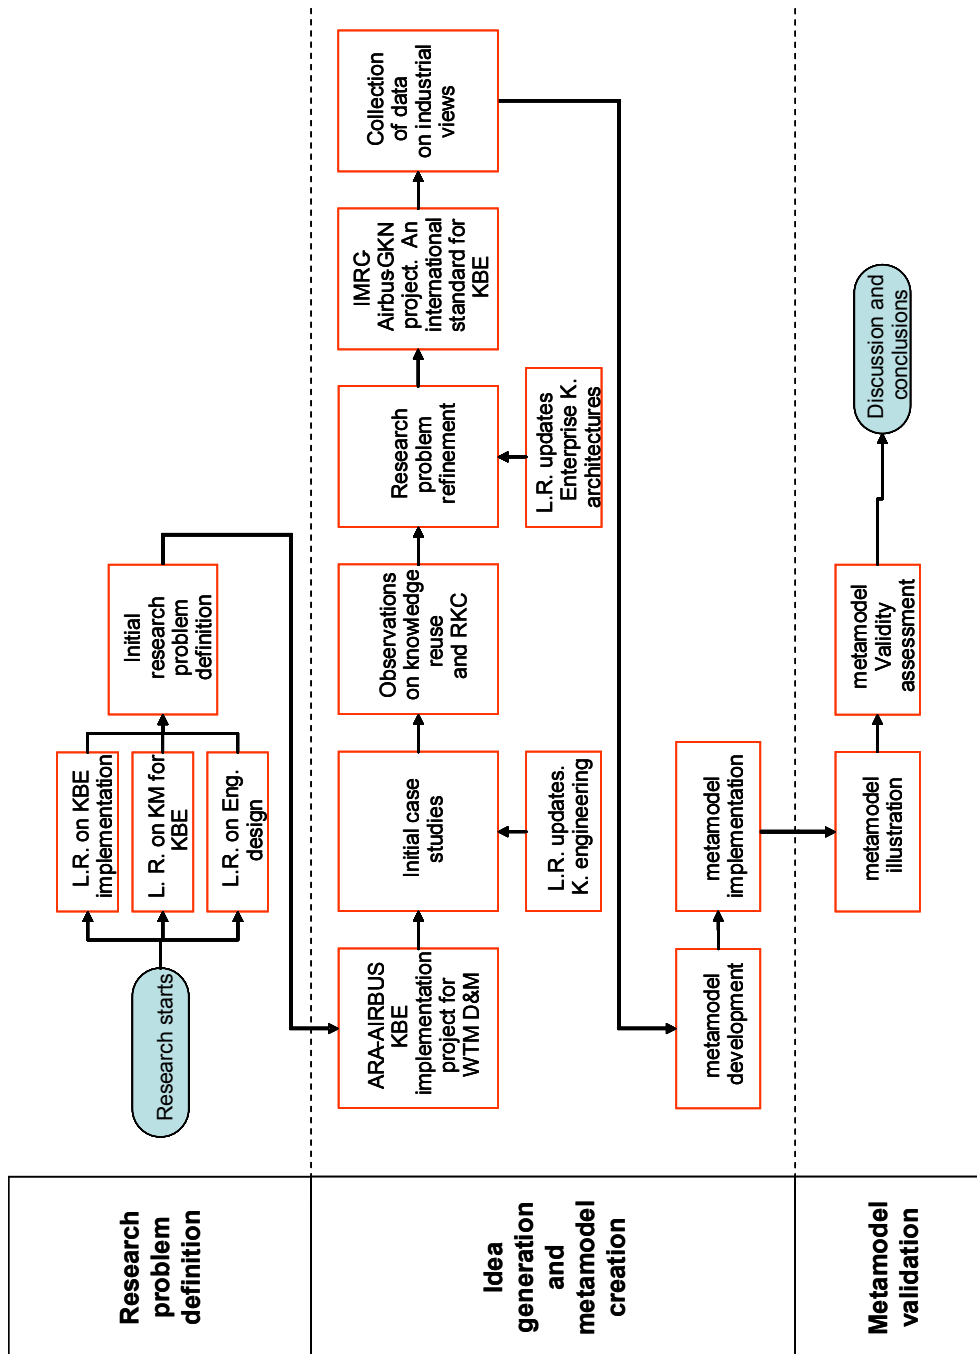 Research
problem
definition
Research starts
L.R. on KBE
implementation
L. R. on KM for
KBE
L.R. on Eng.
design
Initial
research
problem
definition
Idea
generation
and
metamodel
creation
ARA-AIRBUS
KBE
implementation
project for
WTM D&M
Initial case
studies
L.R. updates.
K. engineering
Observations
on knowledge
reuse
and RKC
Research
problem
refinement
L.R. updates
Enterprise K.
architectures
IMRC-
Airbus-GKN
project. An
international
standard for
KBE
Collection
of data
on industrial
views
metamodel
development
metamodel
implementation
Metamodel
validation
metamodel
illustration
metamodel
Validity
assessment
Discussion and
conclusions